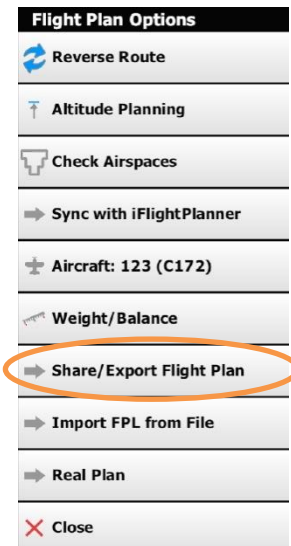 Flight Plan Options
Reverse Route
Altitude Planning
Check Airspaces
Sync with iFlightPlanner
Aircraft: 123 (C172)
Weight/Balance
Share/Export Flight Plan
Import FPL from File
Real Plan
Close